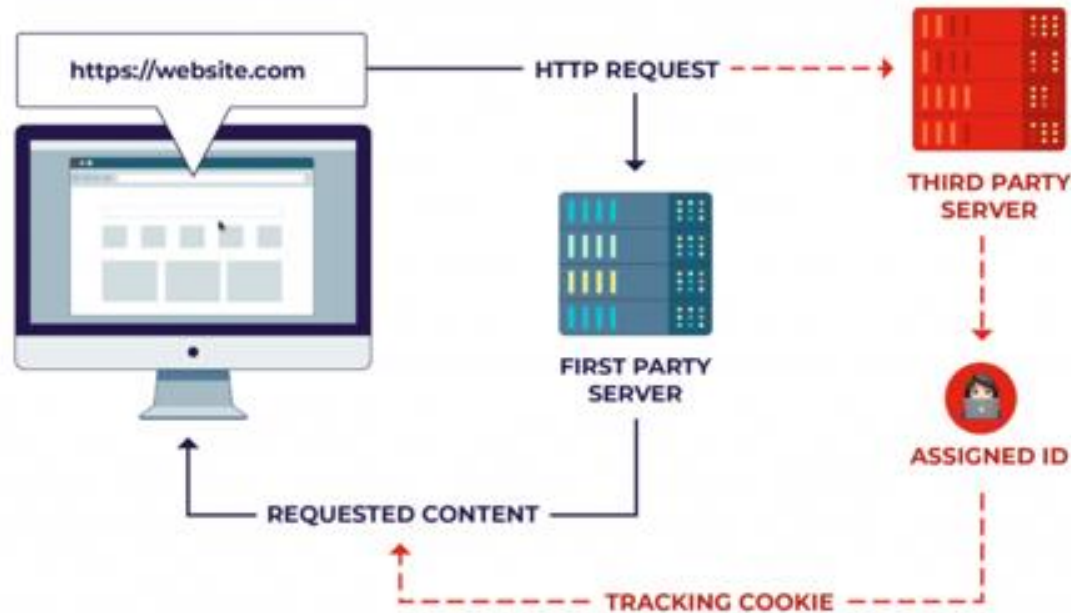 https://website.com
HTTP REQUEST
THIRD PARTY
SERVER
FIRST PARTY
SERVER
ASSIGNED ID
REQUESTED CONTENT
TRACKING COOKIE